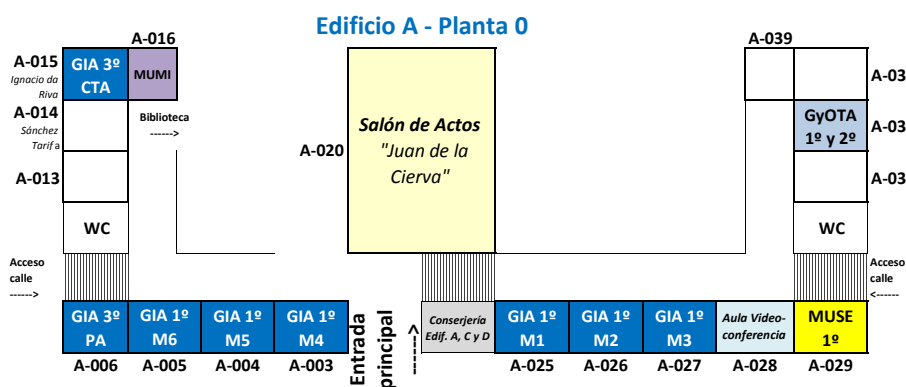 Edificio A - Planta 0
A-016
A-039
A-015
Ignacio da
Riva
GIA 3º
CTA
MUMI
A-03
A-014
Sánchez
Tarif a
Biblioteca
------>
Salón de Actos
"Juan de la
Cierva"
A-020
GyOTA
1º y 2º
A-03
A-013
A-03
WC
WC
Acceso
calle
------>
Acceso
calle
<------
GIA 3º
PA
GIA 1º
M6
GIA 1º
M5
GIA 1º
M4
Entrada
principal
---->
Conserjería
Edif. A, C y D
GIA 1º
M1
GIA 1º
M2
GIA 1º
M3
Aula Video-
conferencia
MUSE
1º
A-006
A-005
A-004
A-003
A-025
A-026
A-027
A-028
A-029